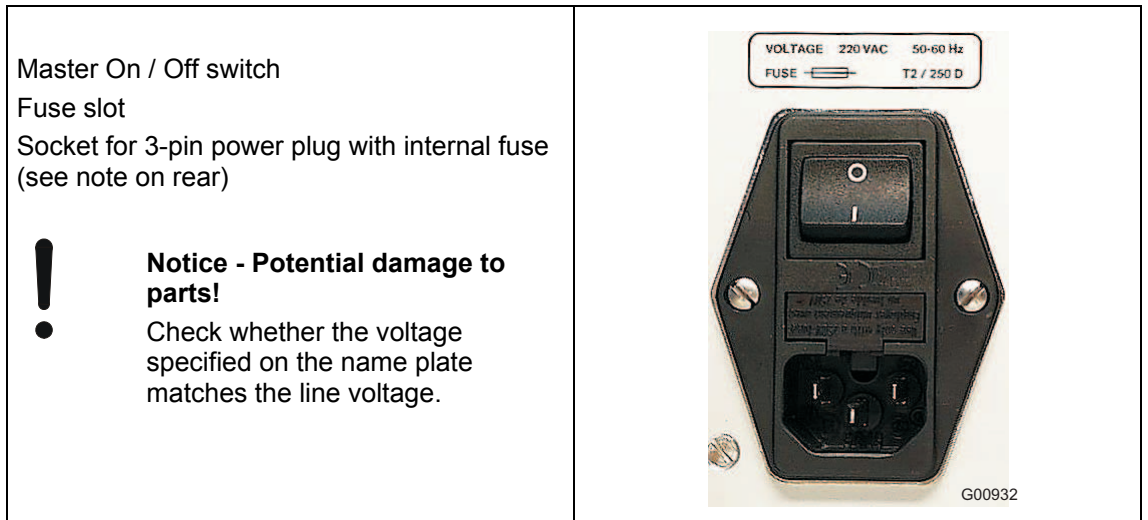 Master On / Off switch
Fuse slot
Socket for 3-pin power plug with internal fuse
(see note on rear)
Notice - Potential damage to
parts!
Check whether the voltage
specified on the name plate
matches the line voltage.
VOLTAGE 220 VAC 50-60 Hz
FUSE T2 / 250 D
O
I
CE
G00932